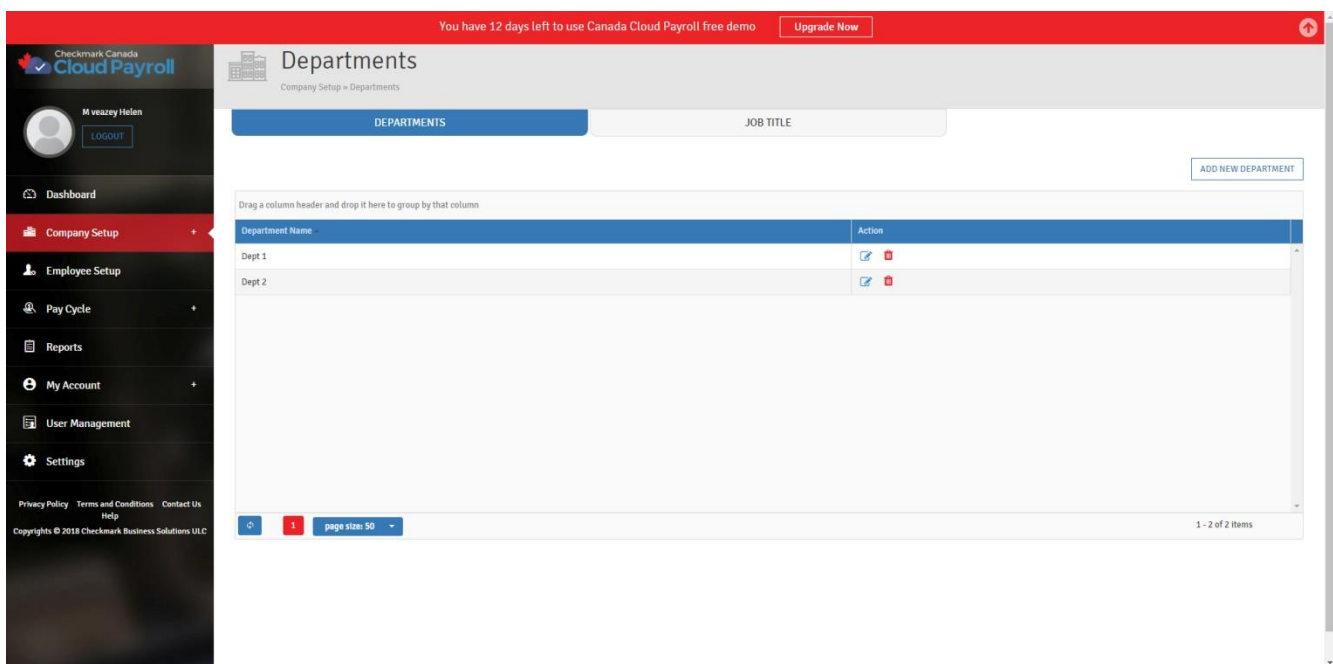 You have 12 days left to use Canada Cloud Payroll free demo Upgrade Now
Checkmark Canada
Cloud Payroll
M veazey Helen
LOGOUT
Dashboard
Company Setup +
Employee Setup
Pay Cycle +
Reports
My Account +
User Management
Settings
Privacy Policy Terms and Conditions Contact Us
Help
Copyrights © 2018 Checkmark Business Solutions ULC
Departments
Company Setup » Departments
DEPARTMENTS JOB TITLE
ADD NEW DEPARTMENT
Drag a column header and drop it here to group by that column
Department Name Action
Dept 1
Dept 2
1 page size: 50 1 - 2 of 2 items